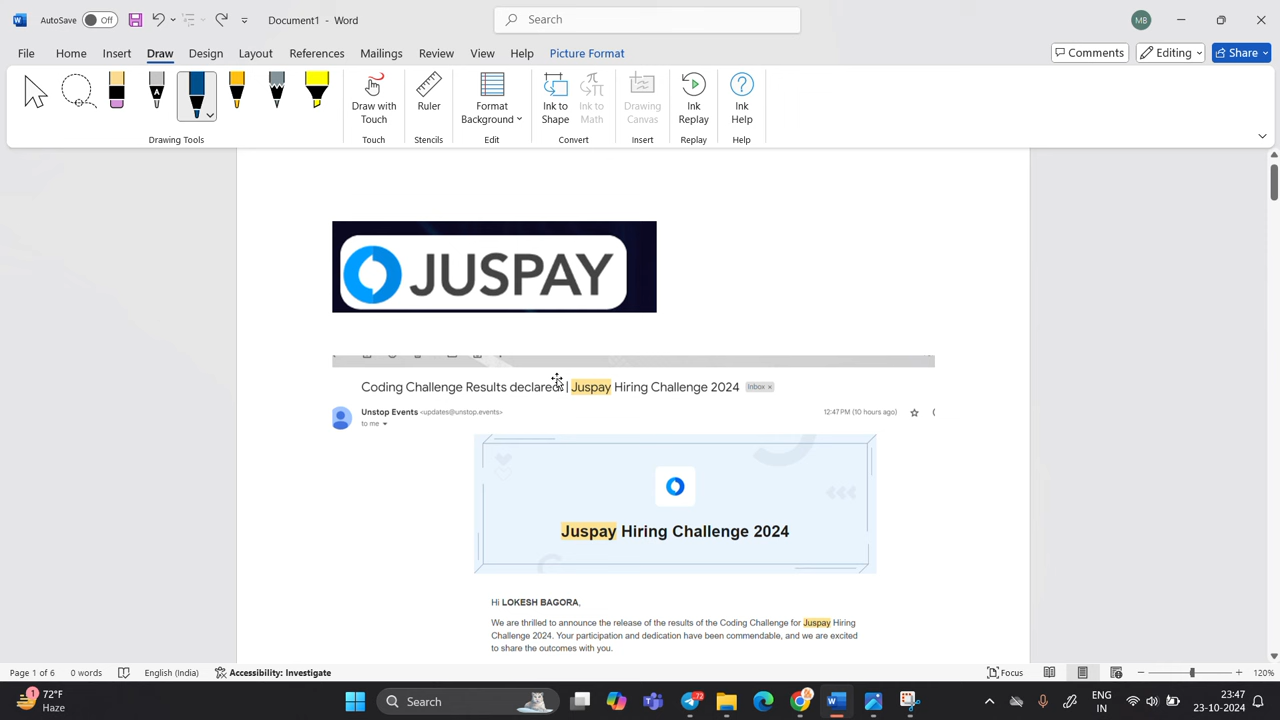 AutoSave Off Document1 - Word Search MB
File Home Insert Draw Design Layout References Mailings Review View Help Picture Format Comments Editing Share
Draw with Touch
Ruler
Format Background
Ink to Shape
Ink to Math
Drawing Canvas
Ink Replay
Ink Help
Drawing Tools Touch Stencils Edit Convert Insert Replay Help
JUSPAY
Coding Challenge Results declared! | Juspay Hiring Challenge 2024 Inbox x
Unstop Events <updates@unstop.events> 12:47 PM (10 hours ago)
to me
Juspay Hiring Challenge 2024
Hi LOKESH BAGORA,
We are thrilled to announce the release of the results of the Coding Challenge for Juspay Hiring
Challenge 2024. Your participation and dedication have been commendable, and we are excited
to share the outcomes with you.
Page 1 of 6 0 words English (India) Accessibility: Investigate Focus 120%
72°F
Haze
Search
72
ENG
IN
23:47
23-10-2024